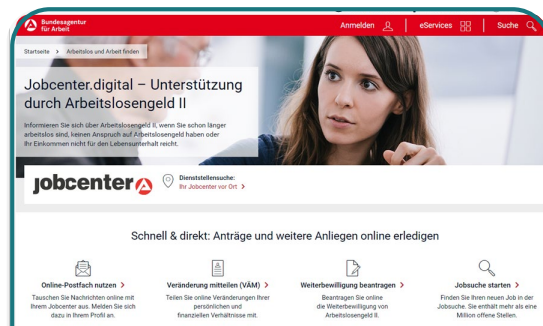 Bundesagentur
für Arbeit
Anmelden
eServices
Suche
Startseite > Arbeitslos und Arbeit finden
Jobcenter.digital – Unterstützung
durch Arbeitslosengeld II
Informieren Sie sich über Arbeitslosengeld II, wenn Sie schon länger
arbeitslos sind, keinen Anspruch auf Arbeitslosengeld haben oder
Ihr Einkommen nicht für den Lebensunterhalt reicht.
jobcenter
Dienststellensuche:
Ihr Jobcenter vor Ort >
Schnell & direkt: Anträge und weitere Anliegen online erledigen
Online-Postfach nutzen >
Tauschen Sie Nachrichten online mit
Ihrem Jobcenter aus. Melden Sie sich
dazu in Ihrem Profil an.
Veränderung mitteilen (VÄM) >
Teilen Sie online Veränderungen Ihrer
persönlichen und
finanziellen Verhältnisse mit.
Weiterbewilligung beantragen >
Beantragen Sie online
die Weiterbewilligung von
Arbeitslosengeld II.
Jobsuche starten >
Finden Sie Ihren neuen Job in der
Jobsuche. Sie enthält mehr als eine
Million offene Stellen.